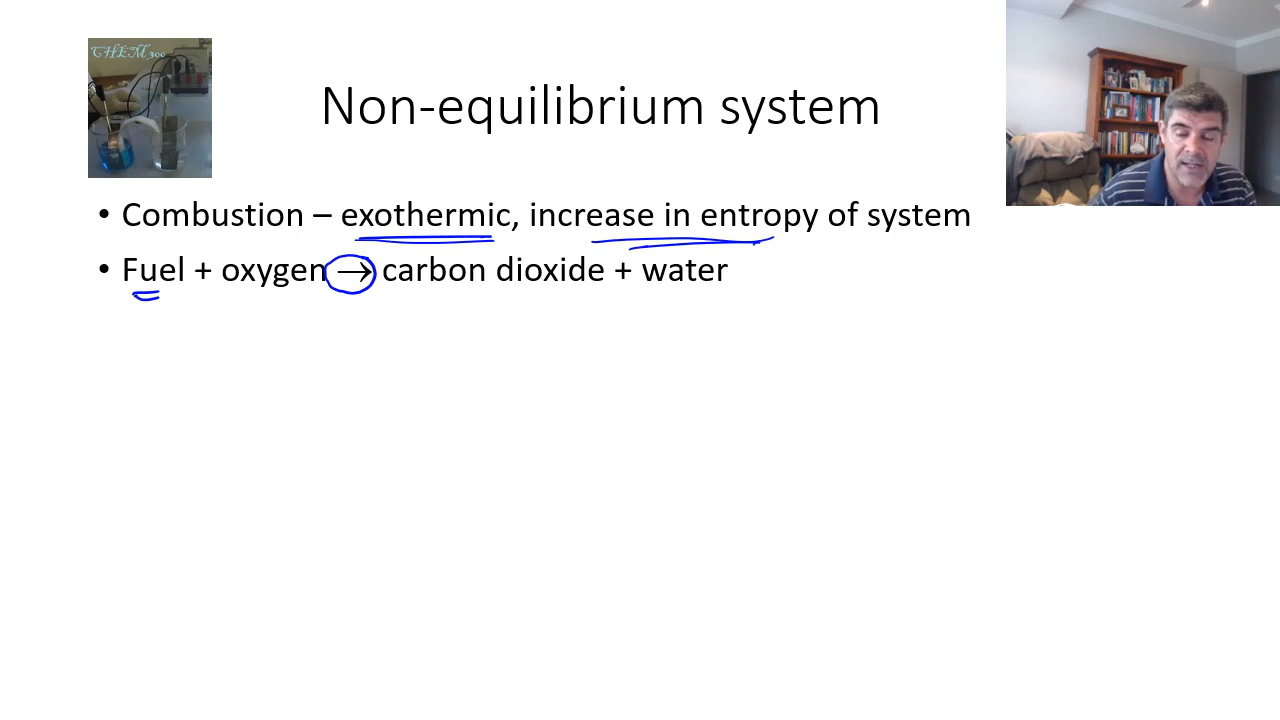 CHEM300
Non-equilibrium system
• Combustion – exothermic, increase in entropy of system
• Fuel + oxygen → carbon dioxide + water